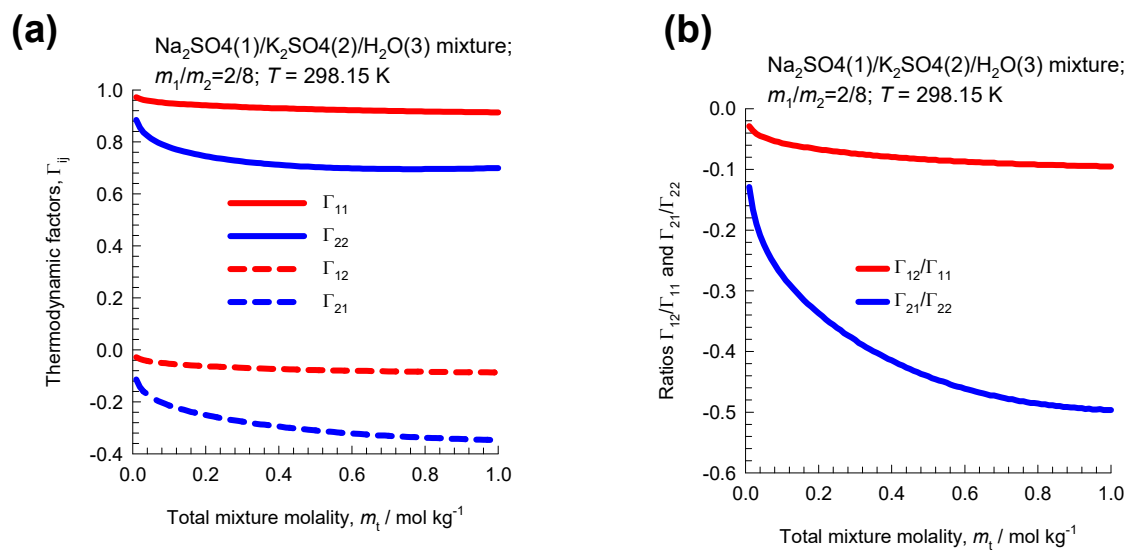 (a)
Na₂SO4(1)/K₂SO4(2)/H₂O(3) mixture;
m₁/m₂=2/8; T = 298.15 K
Thermodynamic factors, Γᵢⱼ
1.0
0.8
0.6
0.4
0.2
0.0
-0.2
-0.4
Γ₁₁
Γ₂₂
Γ₁₂
Γ₂₁
0.0 0.2 0.4 0.6 0.8 1.0
Total mixture molality, mₜ / mol kg⁻¹
(b)
Na₂SO4(1)/K₂SO4(2)/H₂O(3) mixture;
m₁/m₂=2/8; T = 298.15 K
Ratios Γ₁₂/Γ₁₁ and Γ₂₁/Γ₂₂
0.0
-0.1
-0.2
-0.3
-0.4
-0.5
-0.6
Γ₁₂/Γ₁₁
Γ₂₁/Γ₂₂
0.0 0.2 0.4 0.6 0.8 1.0
Total mixture molality, mₜ / mol kg⁻¹